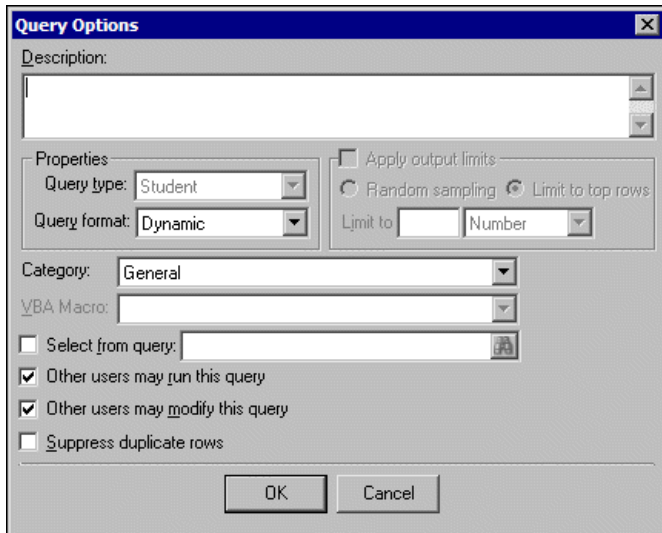 Query Options
Description:
Properties
Query type: Student
Query format: Dynamic
Apply output limits
Random sampling Limit to top rows
Limit to Number
Category: General
VBA Macro:
Select from query:
Other users may run this query
Other users may modify this query
Suppress duplicate rows
OK Cancel